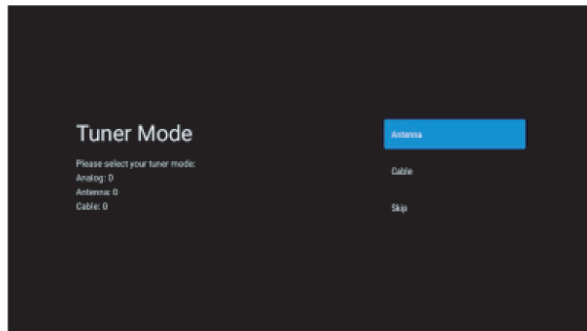 Tuner Mode
Please select your tuner mode:
Analog: 0
Antenna: 0
Cable: 0
Antenna
Cable
Skip